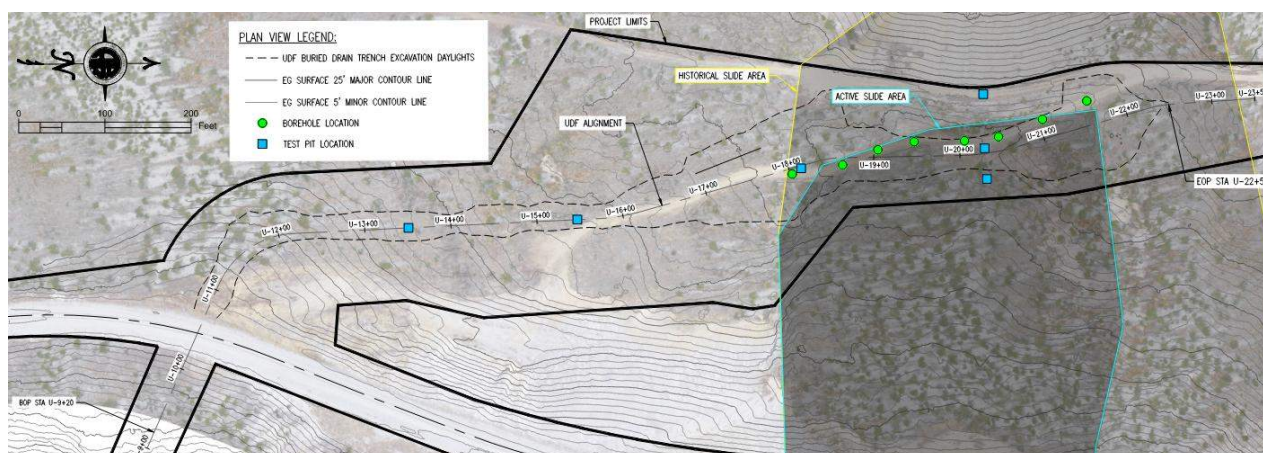 PLAN VIEW LEGEND:
UDF BURIED DRAIN TRENCH EXCAVATION DAYLIGHTS
EG SURFACE 25' MAJOR CONTOUR LINE
EG SURFACE 5' MINOR CONTOUR LINE
BOREHOLE LOCATION
TEST PIT LOCATION
0
100
200
Feet
PROJECT LIMITS
HISTORICAL SLIDE AREA
ACTIVE SLIDE AREA
UDF ALIGNMENT
U-23+00
U-23+5
U-22+00
U-21+00
U-20+00
U-19+00
U-18+00
U-17+00
U-16+00
U-15+00
U-14+00
U-13+00
U-12+00
U-11+00
U-10+00
EOP STA U-22+5
BOP STA U-9+20